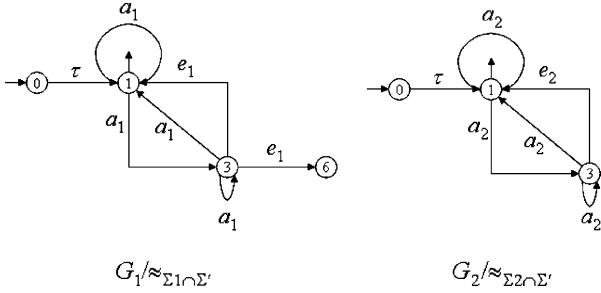 a₁ a₂
τ e₁ τ e₂
0 1 0 1
a₁ a₁ a₂ a₂
e₁
3 6 3
a₁ a₂
G₁/≈Σ1∩Σ′ G₂/≈Σ2∩Σ′